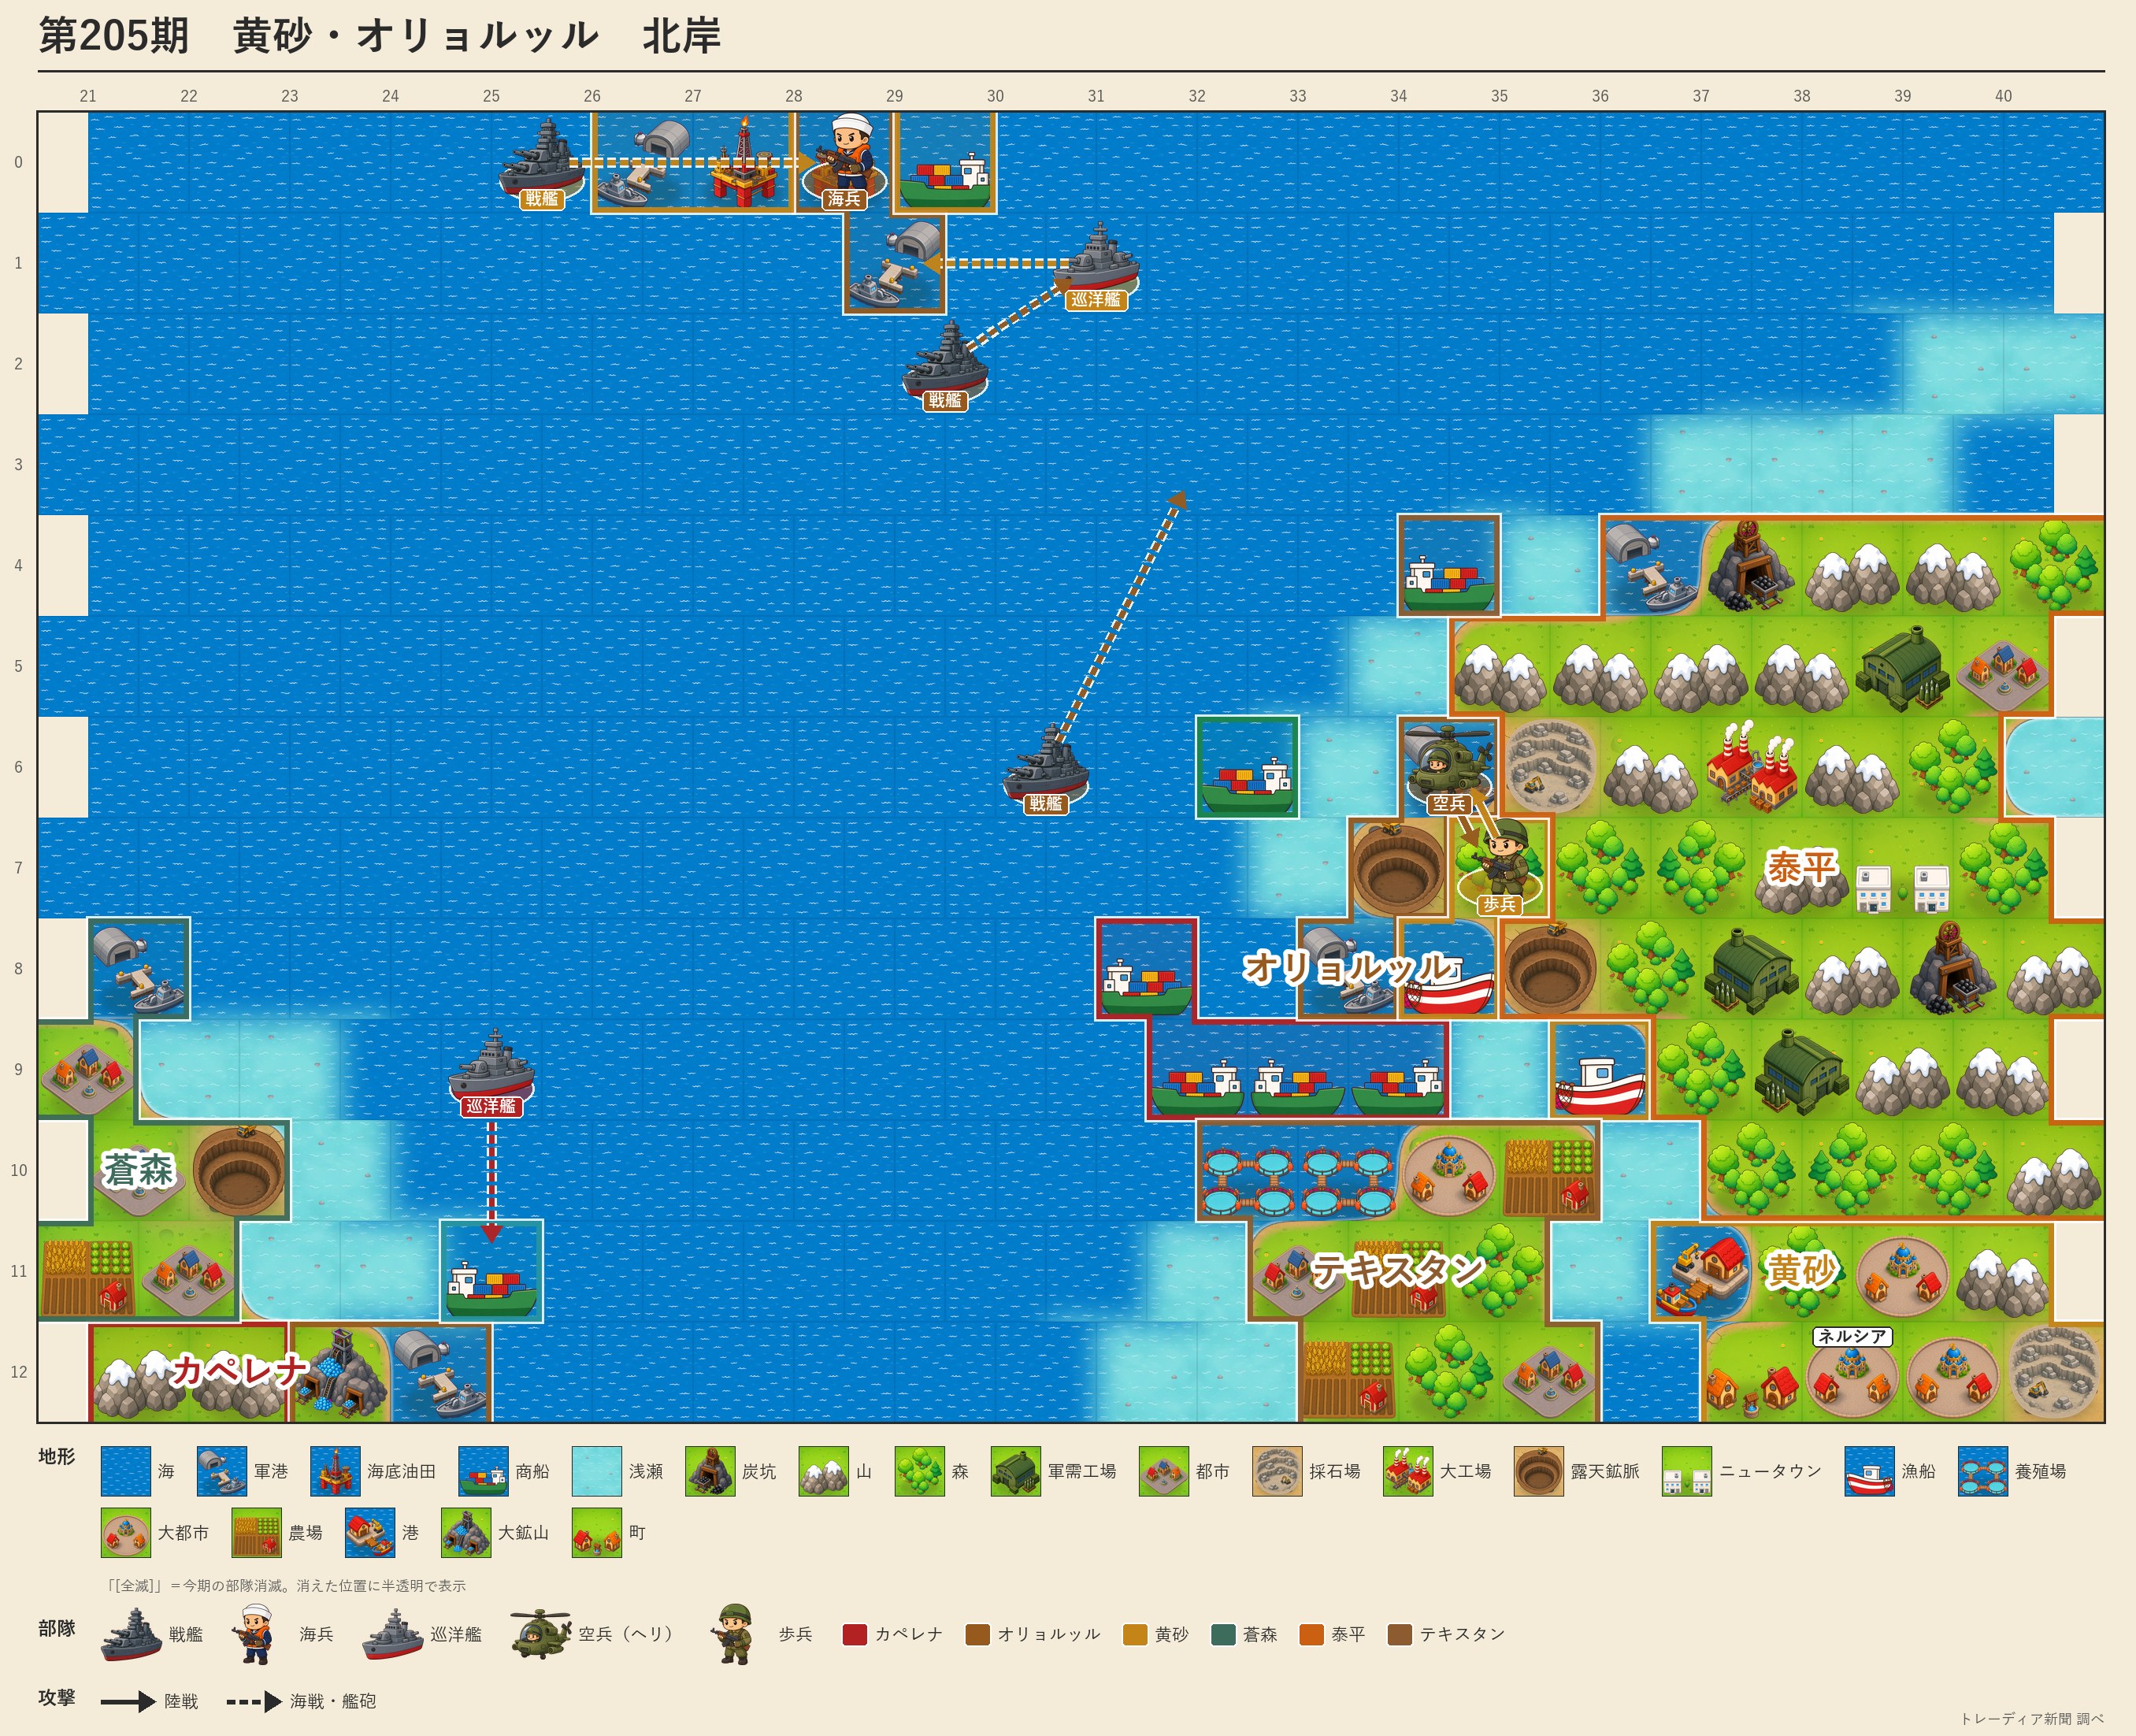 第205期　黄砂・オリョルッル　北岸
21 22 23 24 25 26 27 28 29 30 31 32 33 34 35 36 37 38 39 40
0
戦艦 海兵
1
巡洋艦
2
戦艦
3
4
5
6
戦艦 空兵
7
泰平
歩兵
8
オリョルッル
9
巡洋艦
10
蒼森
11
テキスタン 黄砂
ネルシア
12
カペレナ
地形 海 軍港 海底油田 商船 浅瀬 炭坑 山 森 軍需工場 都市 採石場 大工場 露天鉱脈 ニュータウン 漁船 養殖場
大都市 農場 港 大鉱山 町
「[全滅]」＝今期の部隊消滅。消えた位置に半透明で表示
部隊 戦艦 海兵 巡洋艦 空兵（ヘリ） 歩兵 カペレナ オリョルッル 黄砂 蒼森 泰平 テキスタン
攻撃 陸戦 海戦・艦砲
トレーディア新聞 調べ